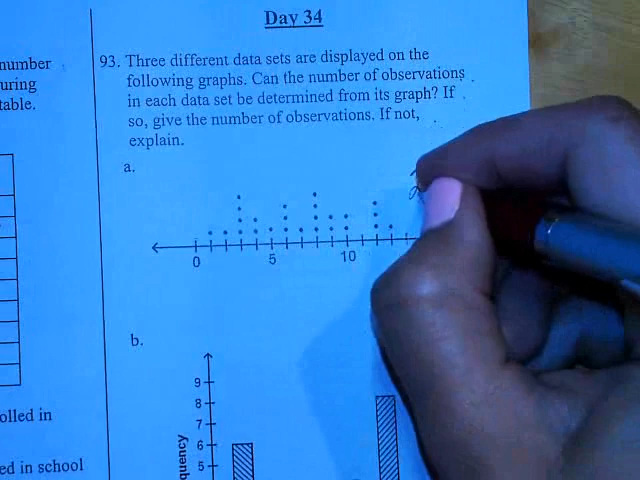 Day 34
number
uring
table.
93. Three different data sets are displayed on the
following graphs. Can the number of observations
in each data set be determined from its graph? If
so, give the number of observations. If not,
explain.
a.
0 5 10
b.
9
8
7
6
5
quency
olled in
ed in school